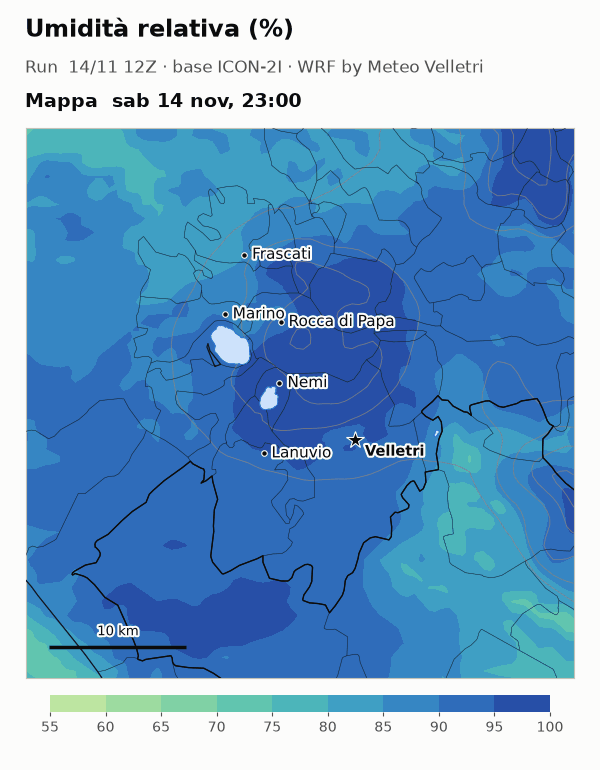 Umidità relativa (%)
Run  14/11 12Z · base ICON-2I · WRF by Meteo Velletri
Mappa  sab 14 nov, 23:00
Frascati
Marino
Rocca di Papa
Nemi
Velletri
Lanuvio
10 km
55 60 65 70 75 80 85 90 95 100